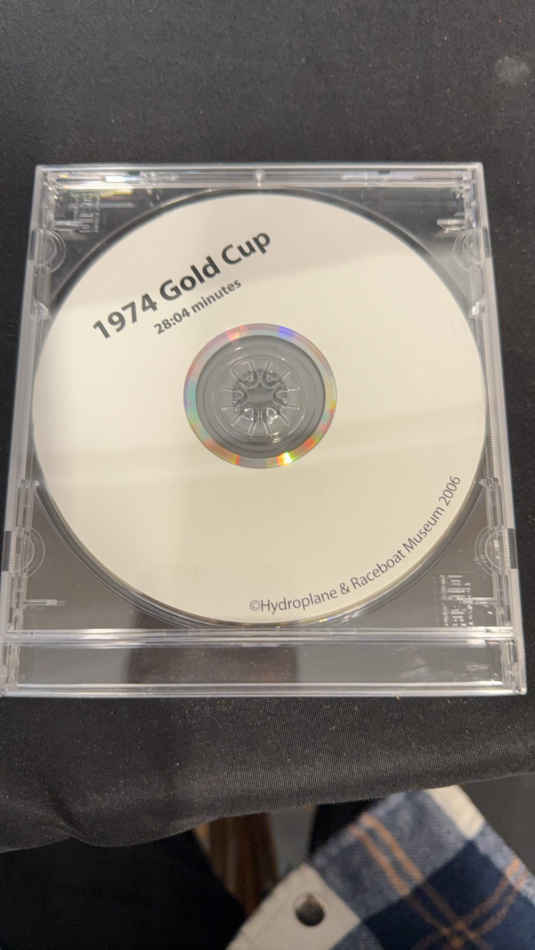 1974 Gold Cup
28:04 minutes
©Hydroplane & Raceboat Museum 2006